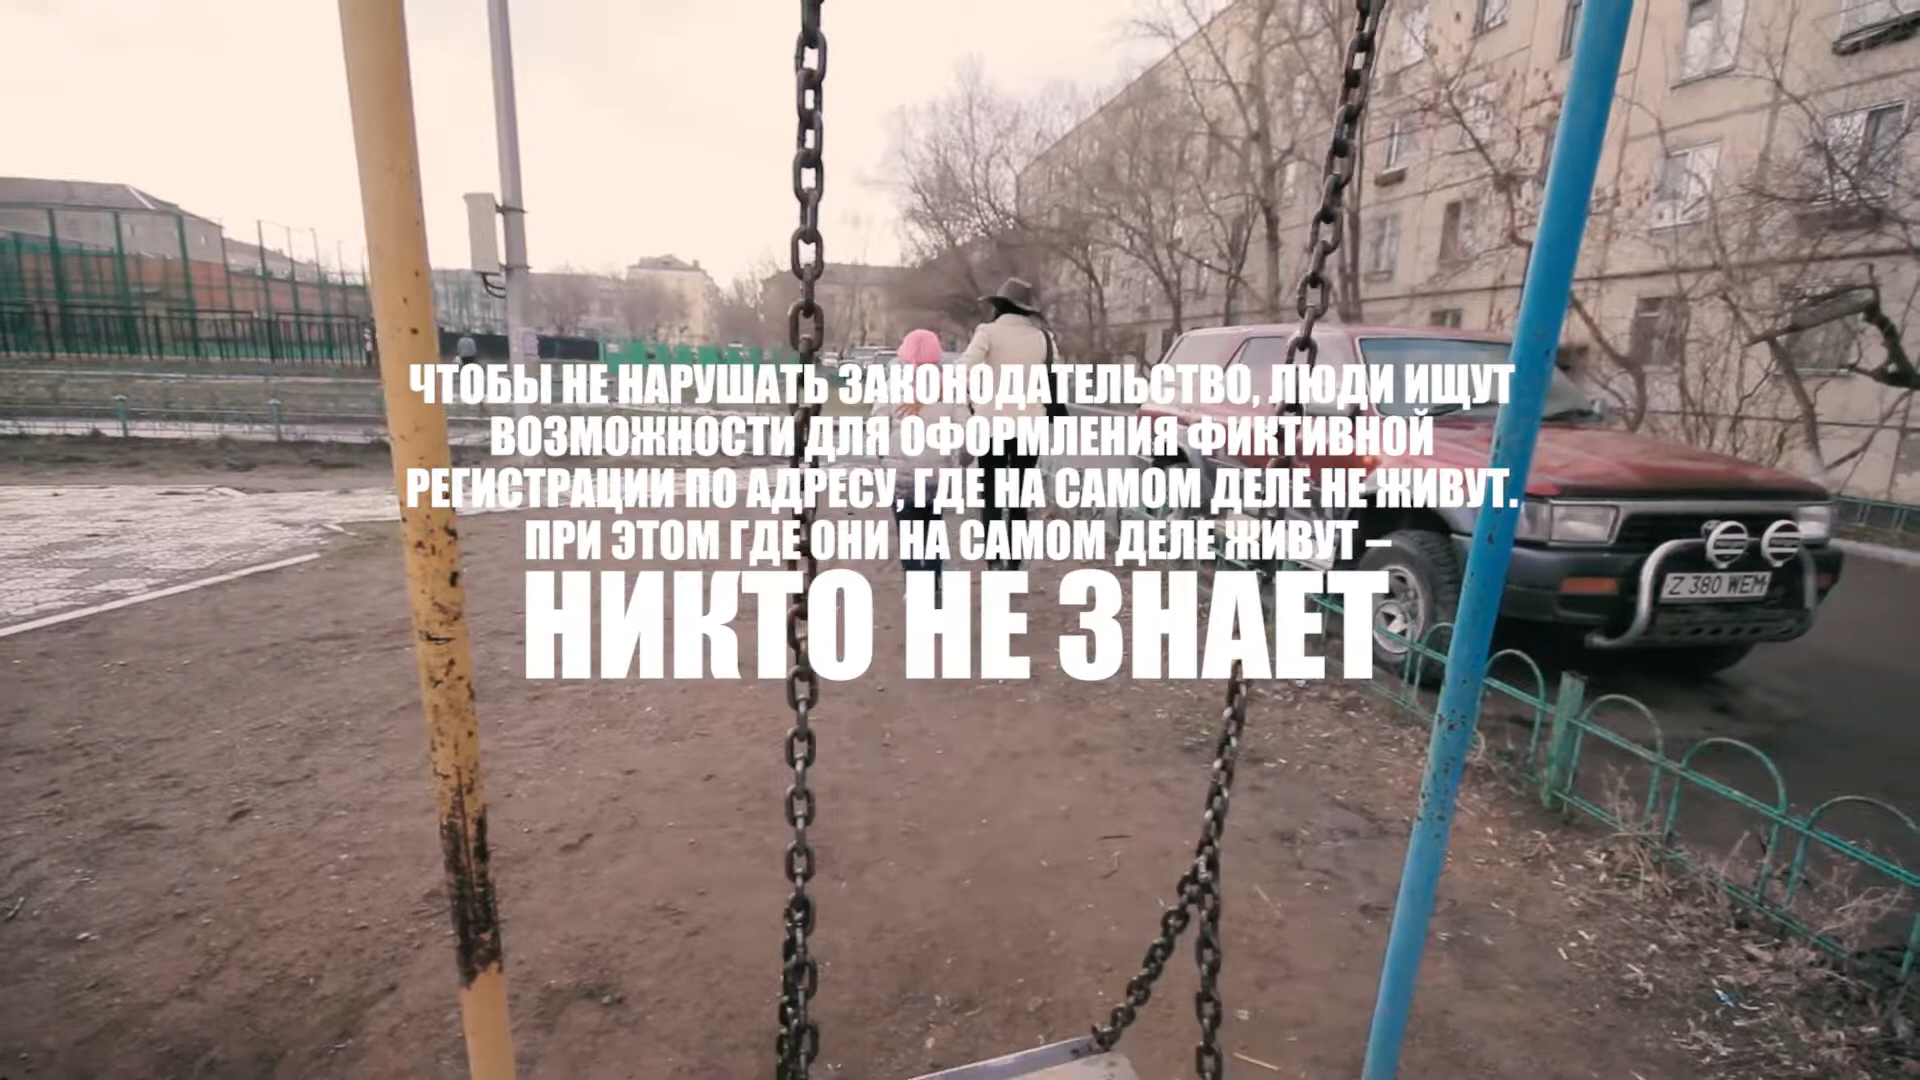 ЧТОБЫ НЕ НАРУШАТЬ ЗАКОНОДАТЕЛЬСТВО, ЛЮДИ ИЩУТ
ВОЗМОЖНОСТИ ДЛЯ ОФОРМЛЕНИЯ ФИКТИВНОЙ
РЕГИСТРАЦИИ ПО АДРЕСУ, ГДЕ НА САМОМ ДЕЛЕ НЕ ЖИВУТ.
ПРИ ЭТОМ ГДЕ ОНИ НА САМОМ ДЕЛЕ ЖИВУТ –
НИКТО НЕ ЗНАЕТ
Z 380 WEM